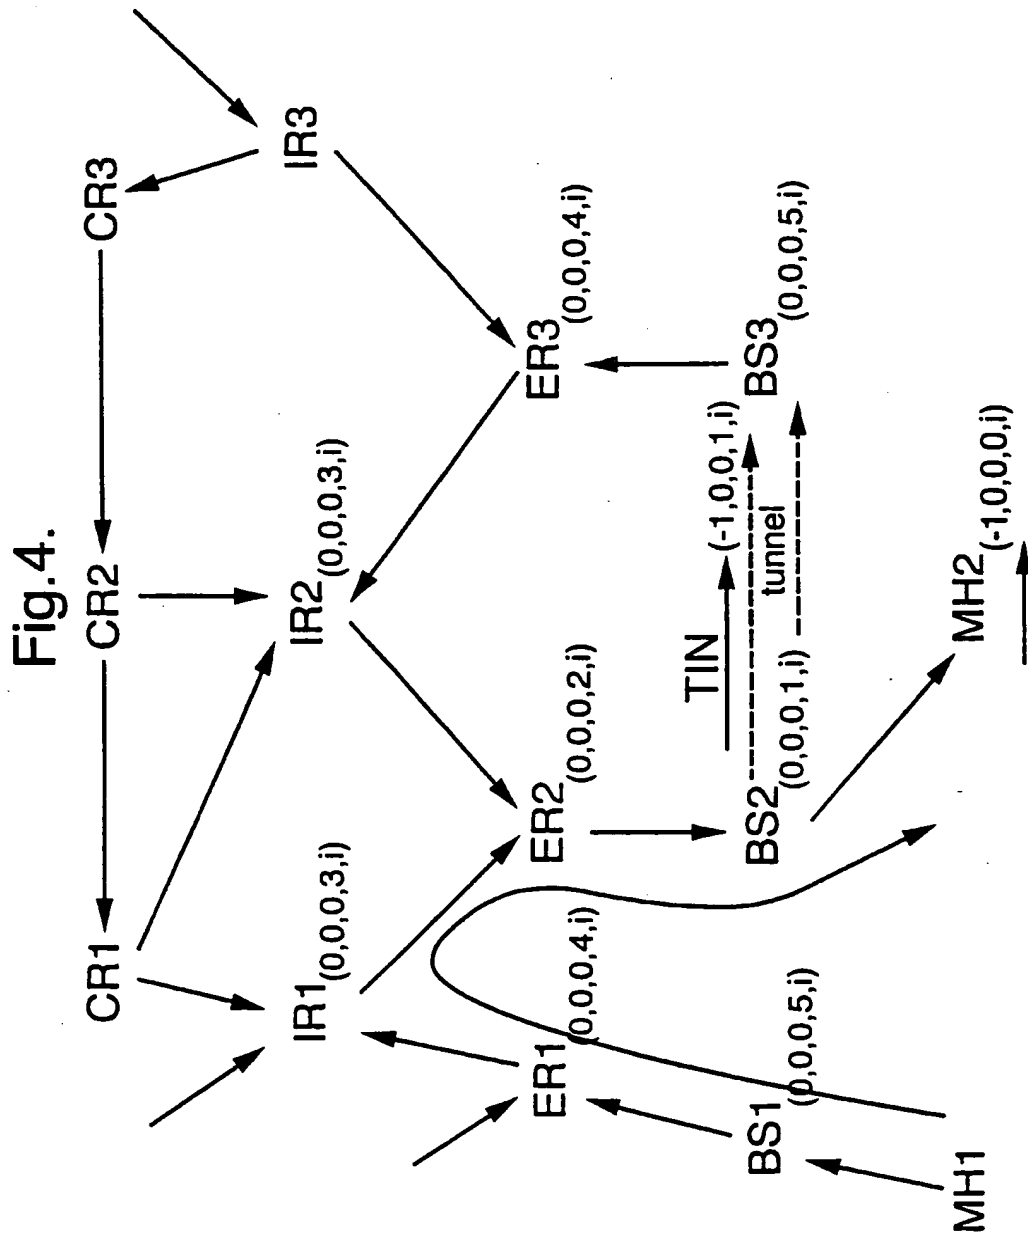 Fig.4.
CR1
CR2
CR3
IR1(0,0,0,3,i)
IR2(0,0,0,3,i)
IR3
ER1(0,0,0,4,i)
ER2(0,0,0,2,i)
ER3(0,0,0,4,i)
TIN
(-1,0,0,1,i)
tunnel
BS1(0,0,0,5,i)
BS2(0,0,0,1,i)
BS3(0,0,0,5,i)
MH1
MH2(-1,0,0,0,i)